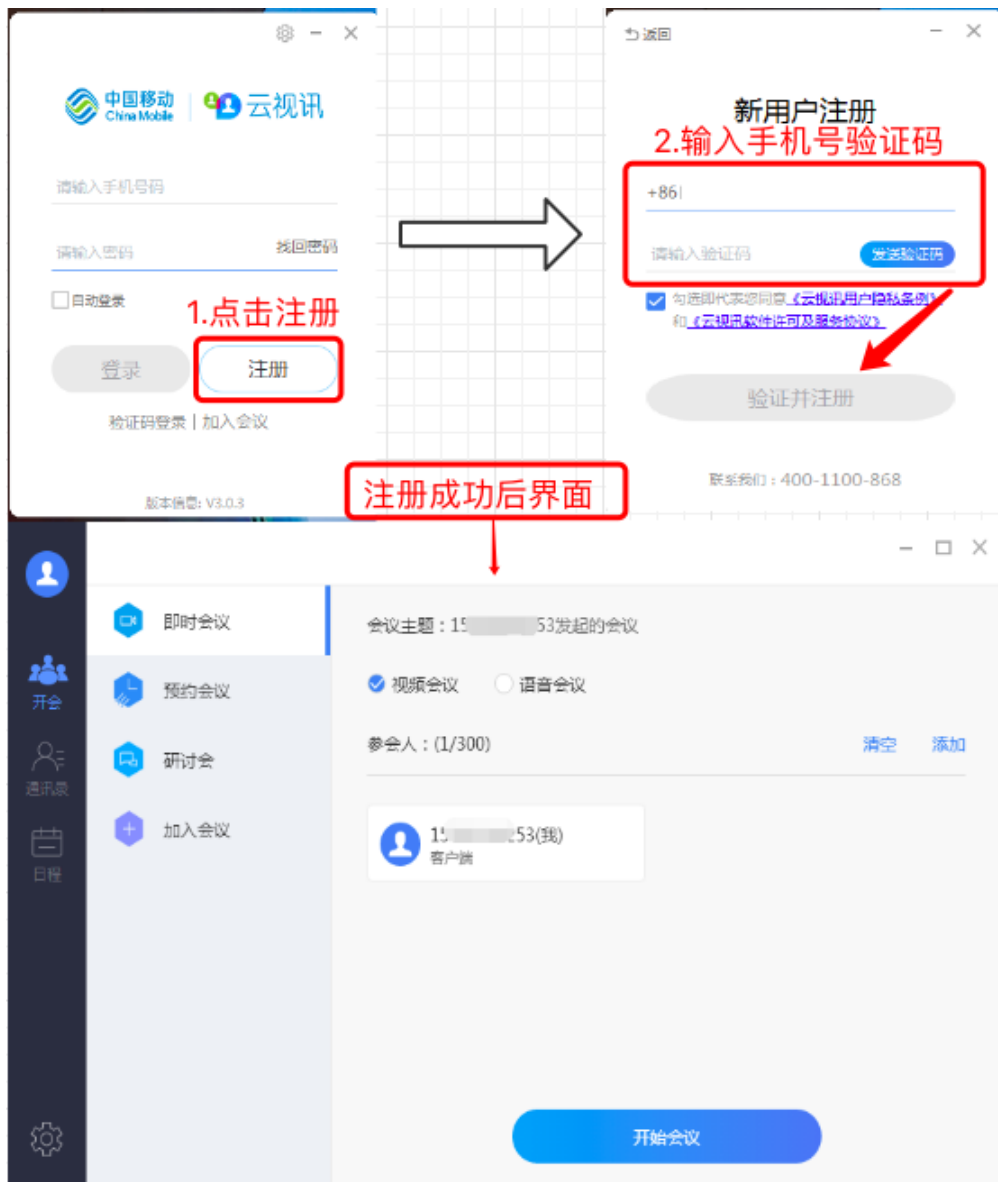 中国移动
China Mobile
云视讯
请输入手机号码
请输入密码
找回密码
自动登录
1.点击注册
登录
注册
验证码登录 | 加入会议
版本信息: V3.0.3
返回
新用户注册
2.输入手机号验证码
+86
请输入验证码
发送验证码
勾选即代表您同意《云视讯用户隐私条例》
和《云视讯软件许可及服务协议》
验证并注册
联系我们：400-1100-868
注册成功后界面
开会
通讯录
日程
即时会议
预约会议
研讨会
加入会议
会议主题：15 53发起的会议
视频会议
语音会议
参会人：(1/300)
清空
添加
15 53(我)
客户端
开始会议